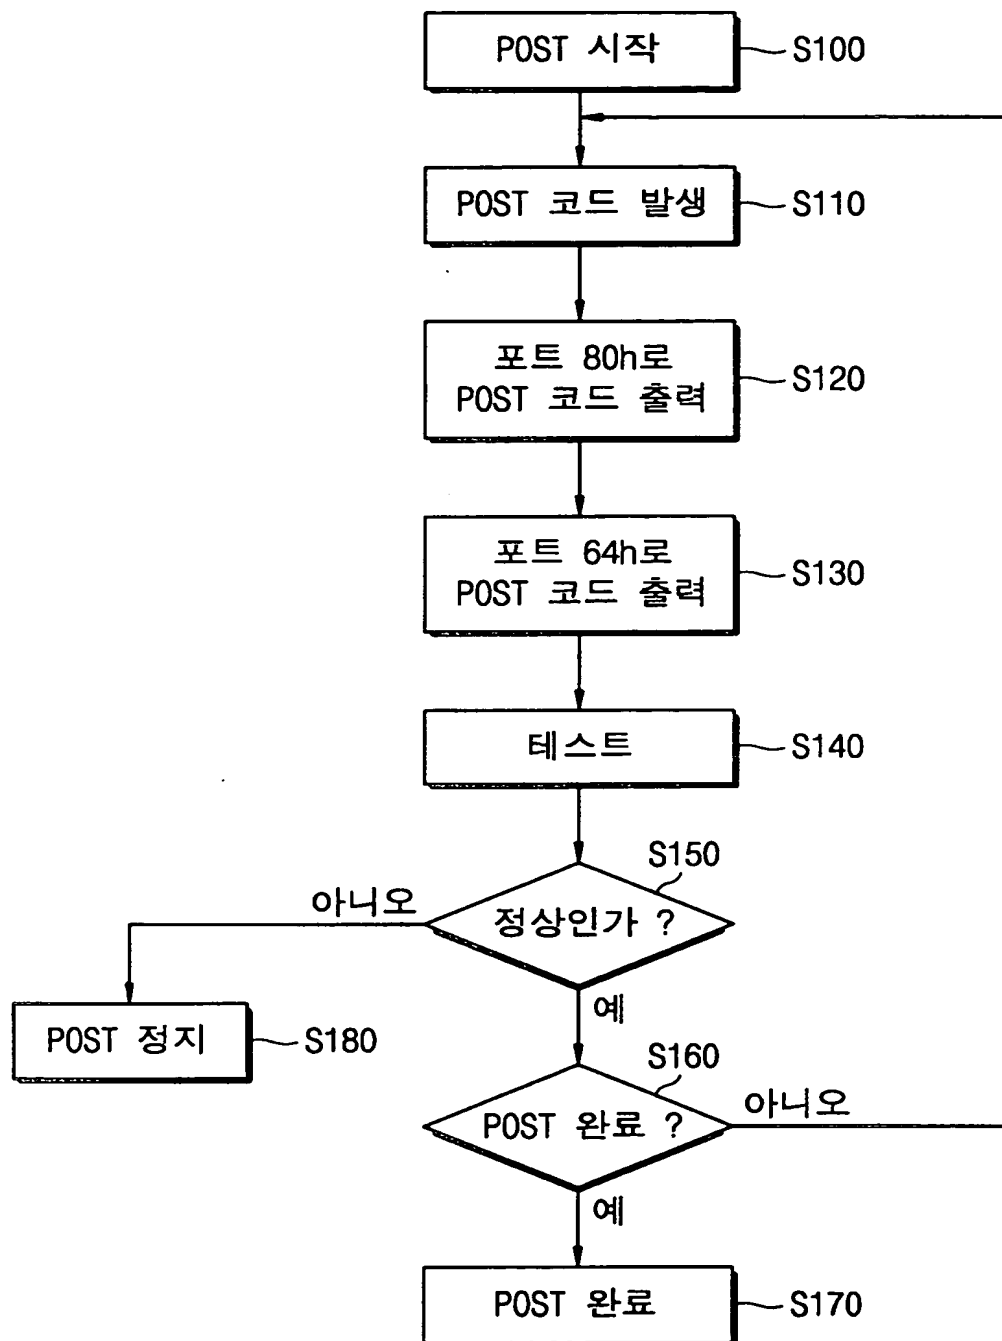 POST 시작
S100
POST 코드 발생
S110
포트 80h로
POST 코드 출력
S120
포트 64h로
POST 코드 출력
S130
테스트
S140
S150
아니오
정상인가 ?
예
POST 정지
S180
S160
아니오
POST 완료 ?
예
POST 완료
S170